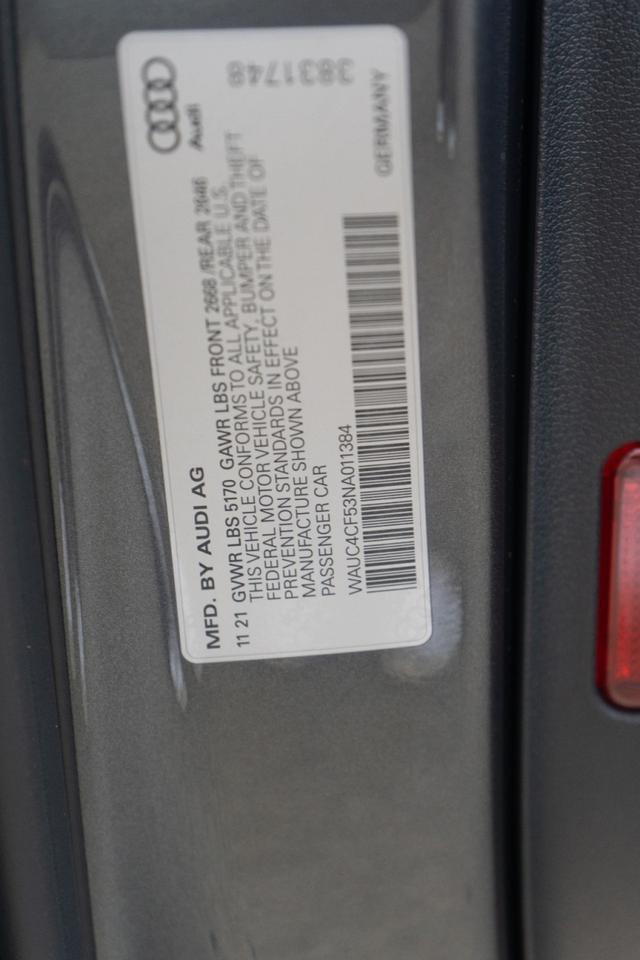 Audi
3831748
GERMANY
MFD. BY AUDI AG
11 21 GVWR LBS 5170 GAWR LBS FRONT 2668 /REAR 2646
THIS VEHICLE CONFORMS TO ALL APPLICABLE U.S.
FEDERAL MOTOR VEHICLE SAFETY, BUMPER AND THEFT
PREVENTION STANDARDS IN EFFECT ON THE DATE OF
MANUFACTURE SHOWN ABOVE
PASSENGER CAR
WAUC4CF53NA011384